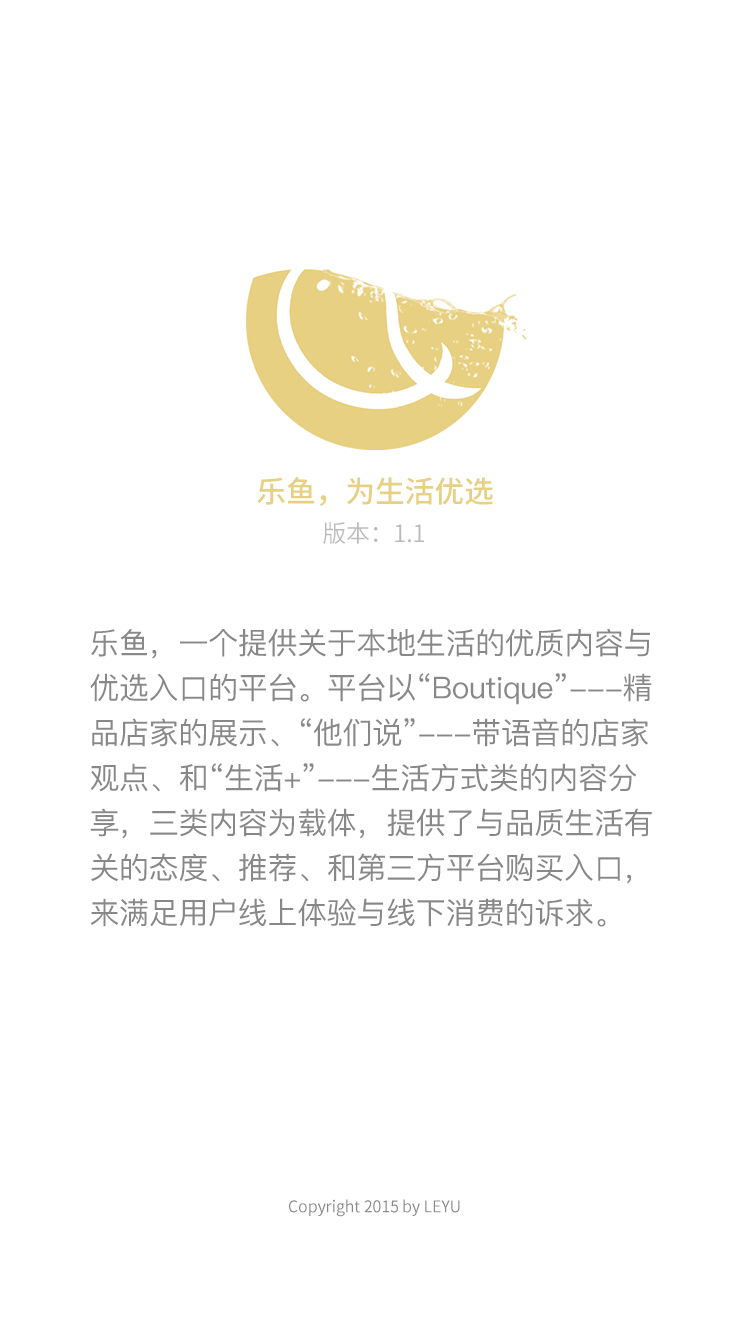 乐鱼，为生活优选
版本：1.1
乐鱼，一个提供关于本地生活的优质内容与
优选入口的平台。平台以“Boutique”---精
品店家的展示、“他们说”---带语音的店家
观点、和“生活+”---生活方式类的内容分
享，三类内容为载体，提供了与品质生活有
关的态度、推荐、和第三方平台购买入口，
来满足用户线上体验与线下消费的诉求。
Copyright 2015 by LEYU